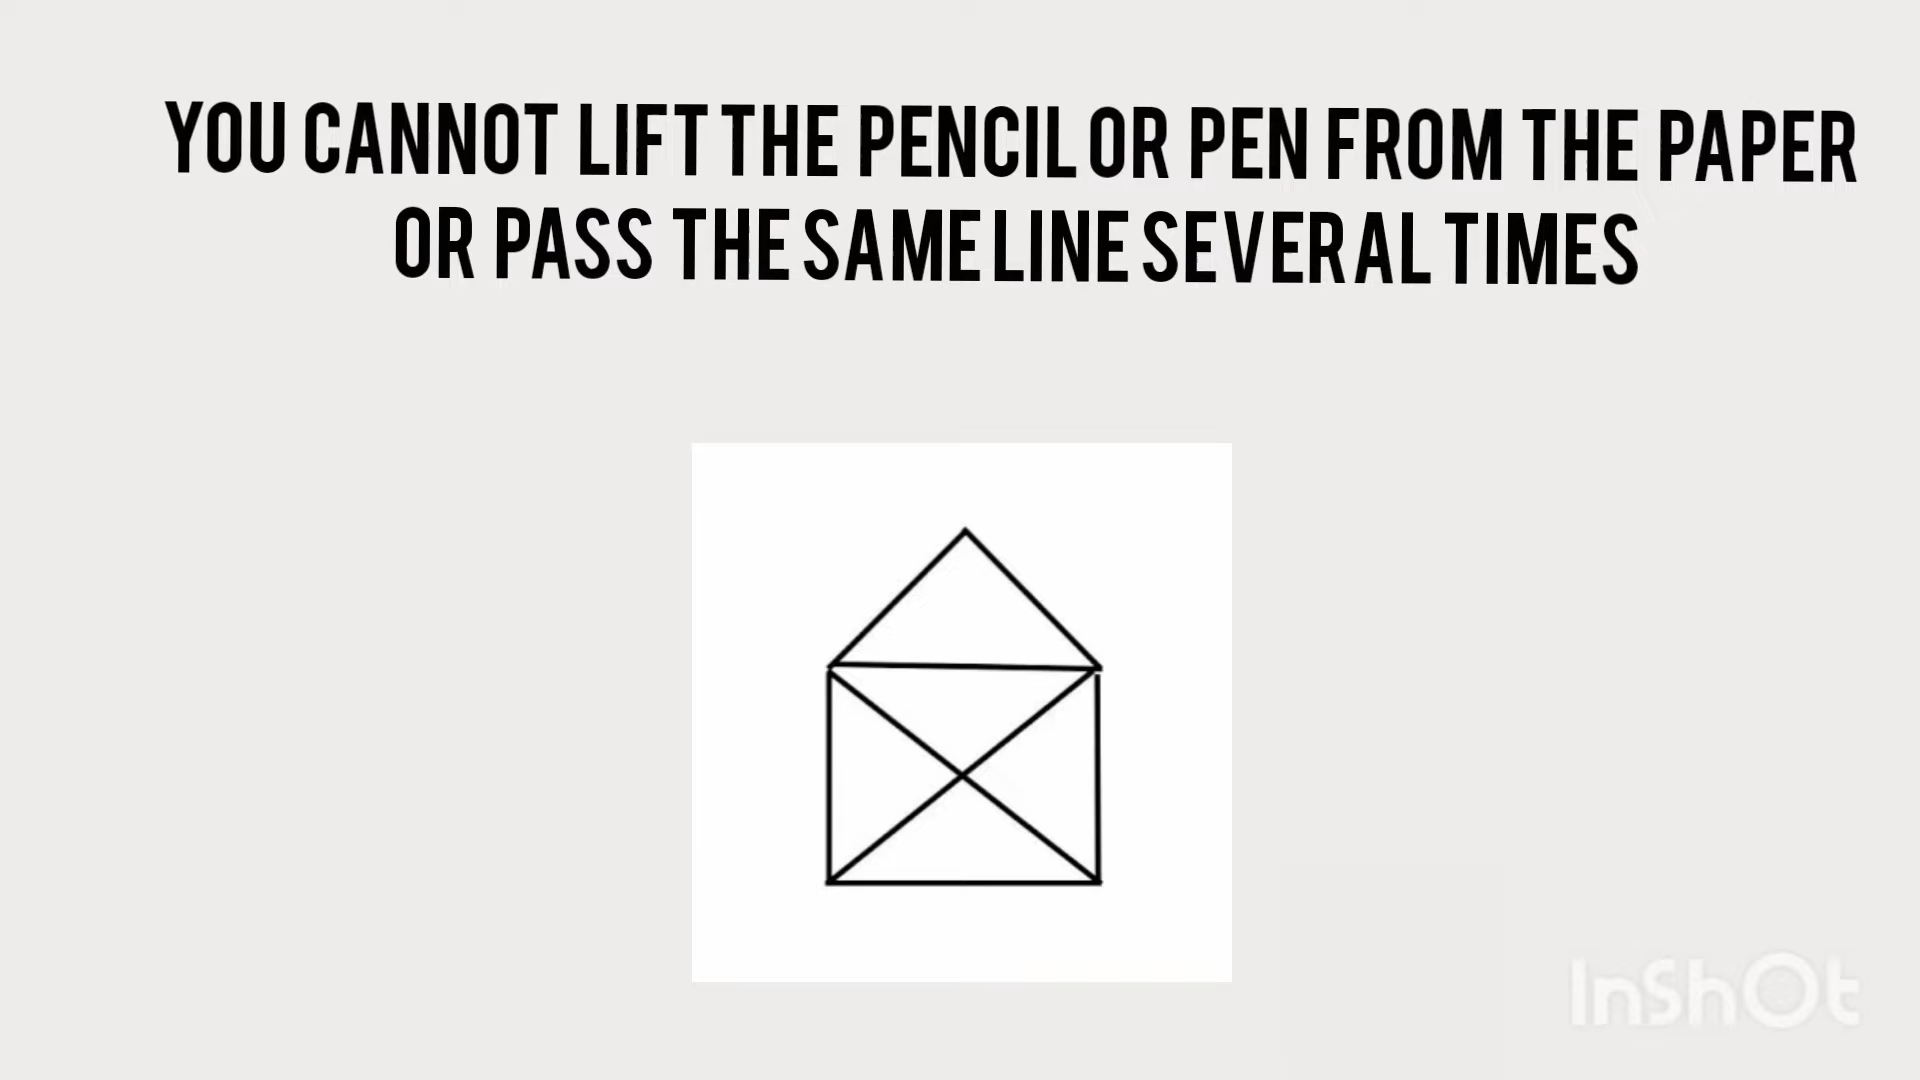 YOU CANNOT LIFT THE PENCIL OR PEN FROM THE PAPER
OR PASS THE SAME LINE SEVERAL TIMES
InShOt